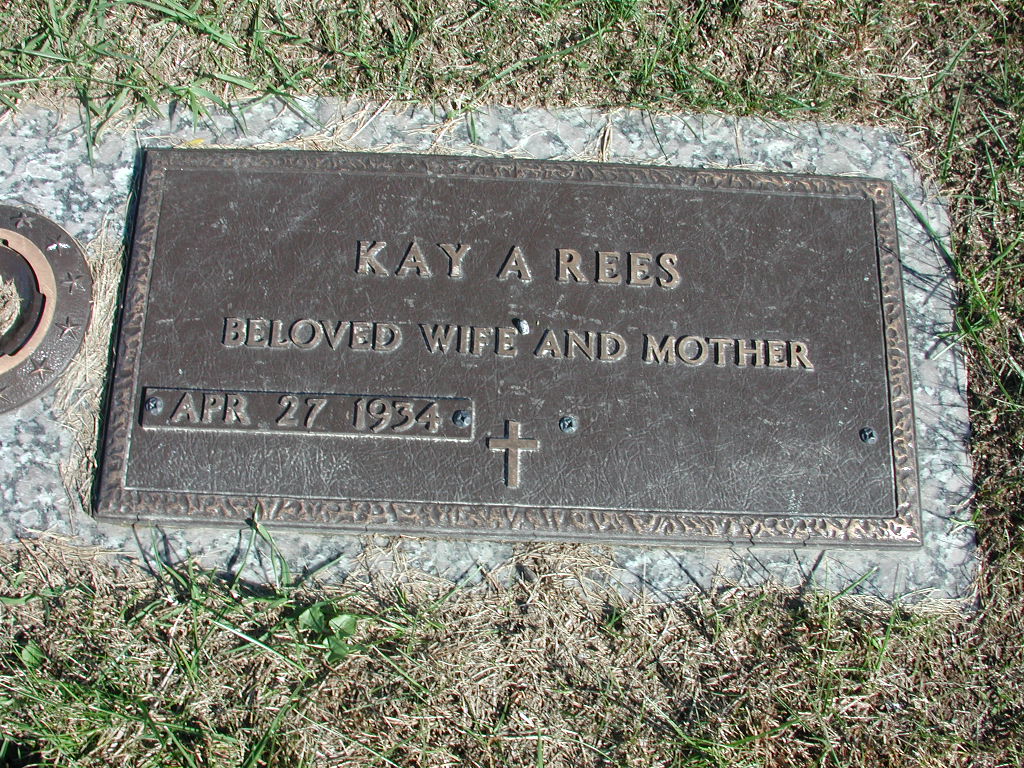 KAY A REES
BELOVED WIFE AND MOTHER
APR 27 1934